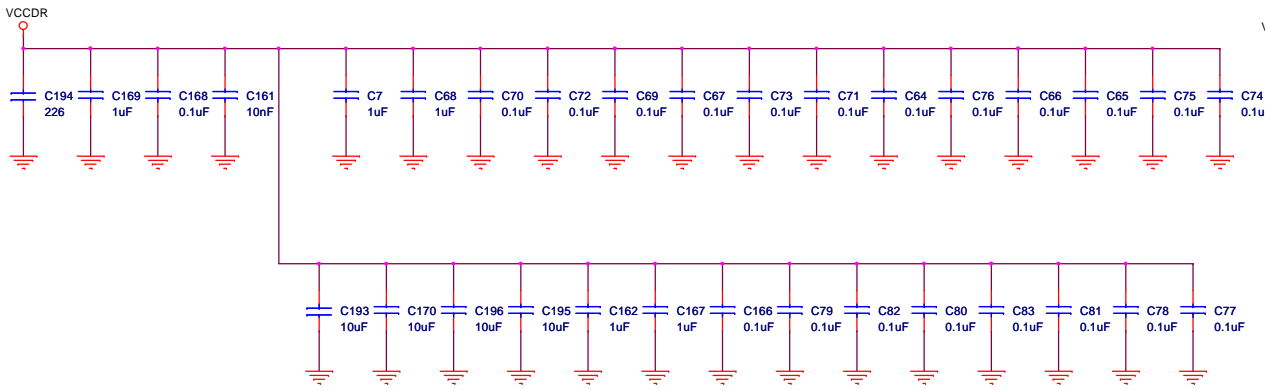 VCCDR
V
C194 C169 C168 C161 C7 C68 C70 C72 C69 C67 C73 C71 C64 C76 C66 C65 C75 C74
226 1uF 0.1uF 10nF 1uF 1uF 0.1uF 0.1uF 0.1uF 0.1uF 0.1uF 0.1uF 0.1uF 0.1uF 0.1uF 0.1uF 0.1uF 0.1u
C193 C170 C196 C195 C162 C167 C166 C79 C82 C80 C83 C81 C78 C77
10uF 10uF 10uF 10uF 1uF 1uF 0.1uF 0.1uF 0.1uF 0.1uF 0.1uF 0.1uF 0.1uF 0.1uF